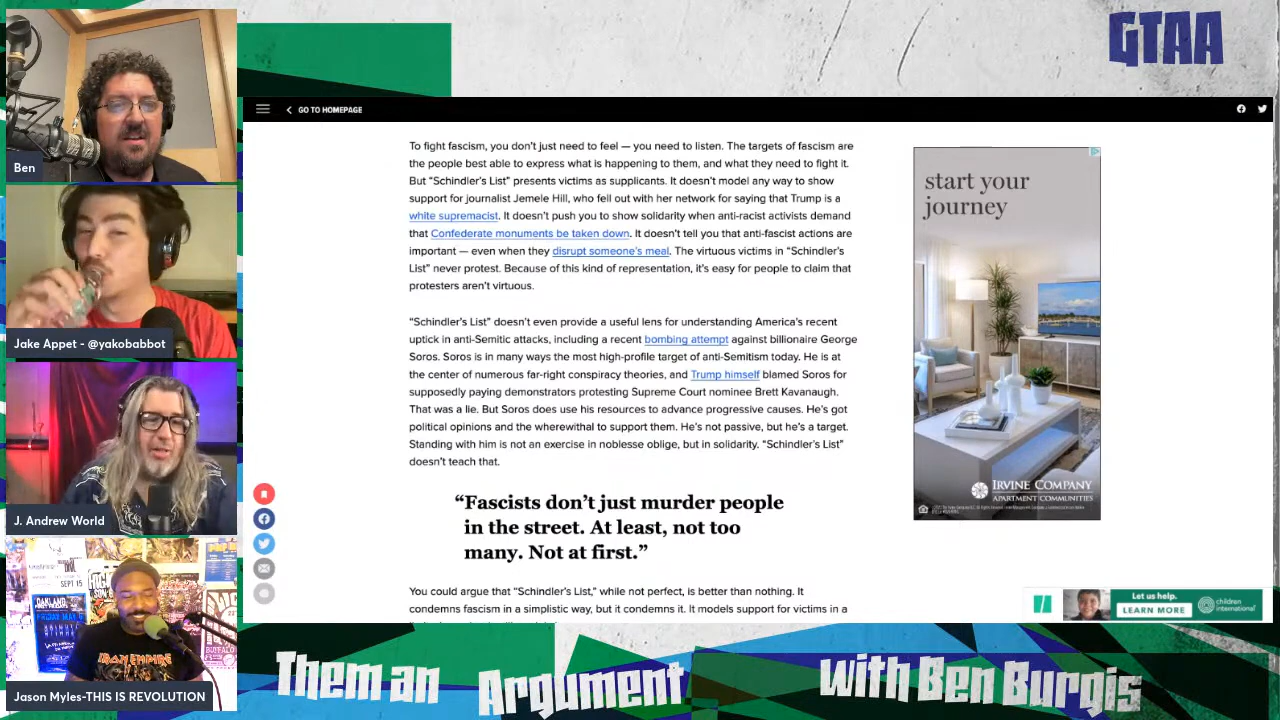 GTAA
GO TO HOMEPAGE
Ben
Jake Appet - @yakobabbot
J. Andrew World
Jason Myles-THIS IS REVOLUTION
To fight fascism, you don’t just need to feel — you need to listen. The targets of fascism are
the people best able to express what is happening to them, and what they need to fight it.
But “Schindler’s List” presents victims as supplicants. It doesn’t model any way to show
support for journalist Jemele Hill, who fell out with her network for saying that Trump is a
white supremacist. It doesn’t push you to show solidarity when anti-racist activists demand
that Confederate monuments be taken down. It doesn’t tell you that anti-fascist actions are
important — even when they disrupt someone’s meal. The virtuous victims in “Schindler’s
List” never protest. Because of this kind of representation, it’s easy for people to claim that
protesters aren’t virtuous.
“Schindler’s List” doesn’t even provide a useful lens for understanding America’s recent
uptick in anti-Semitic attacks, including a recent bombing attempt against billionaire George
Soros. Soros is in many ways the most high-profile target of anti-Semitism today. He is at
the center of numerous far-right conspiracy theories, and Trump himself blamed Soros for
supposedly paying demonstrators protesting Supreme Court nominee Brett Kavanaugh.
That was a lie. But Soros does use his resources to advance progressive causes. He’s got
political opinions and the wherewithal to support them. He’s not passive, but he’s a target.
Standing with him is not an exercise in noblesse oblige, but in solidarity. “Schindler’s List”
doesn’t teach that.
“Fascists don’t just murder people
in the street. At least, not too
many. Not at first.”
You could argue that “Schindler’s List,” while not perfect, is better than nothing. It
condemns fascism in a simplistic way, but it condemns it. It models support for victims in a
start your
journey
IRVINE COMPANY
APARTMENT COMMUNITIES
Let us help.
LEARN MORE
children
international
SEPT 15
OAKLAND
IRON EMPIRE
BUFFALO
Them an Argument with Ben Burgis